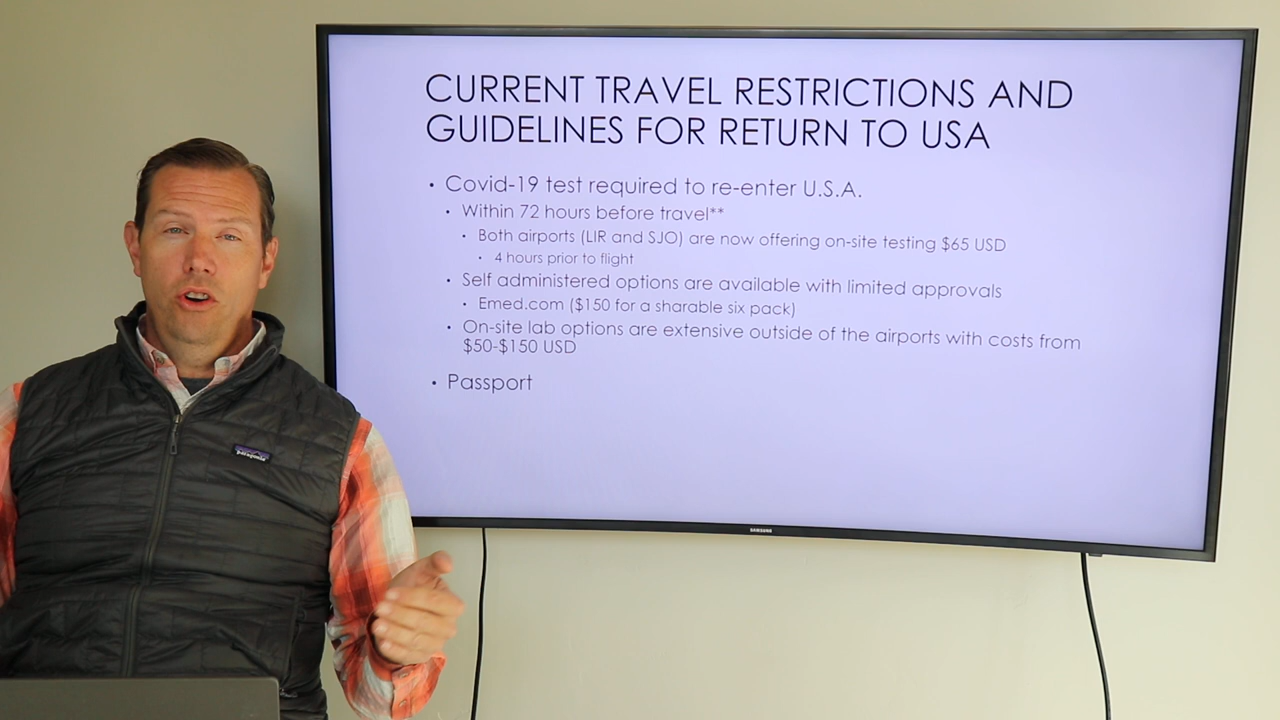 CURRENT TRAVEL RESTRICTIONS AND
GUIDELINES FOR RETURN TO USA
• Covid-19 test required to re-enter U.S.A.
• Within 72 hours before travel**
• Both airports (LIR and SJO) are now offering on-site testing $65 USD
• 4 hours prior to flight
• Self administered options are available with limited approvals
• Emed.com ($150 for a sharable six pack)
• On-site lab options are extensive outside of the airports with costs from
$50-$150 USD
• Passport
patagonia
SAMSUNG